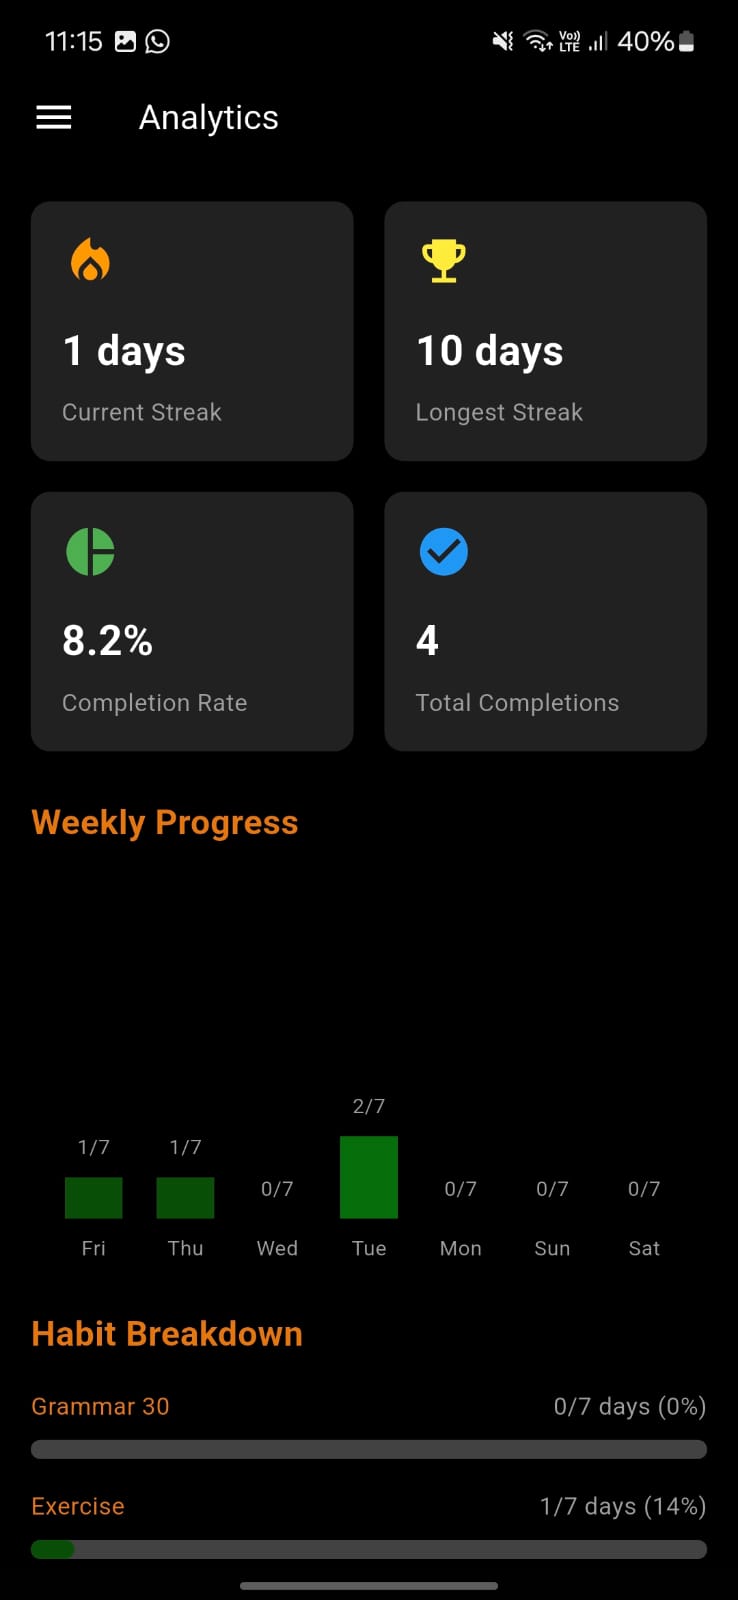 11:15 Vo)) LTE 40%
Analytics
1 days
Current Streak
10 days
Longest Streak
8.2%
Completion Rate
4
Total Completions
Weekly Progress
1/7 1/7 0/7 2/7 0/7 0/7 0/7
Fri Thu Wed Tue Mon Sun Sat
Habit Breakdown
Grammar 30 0/7 days (0%)
Exercise 1/7 days (14%)